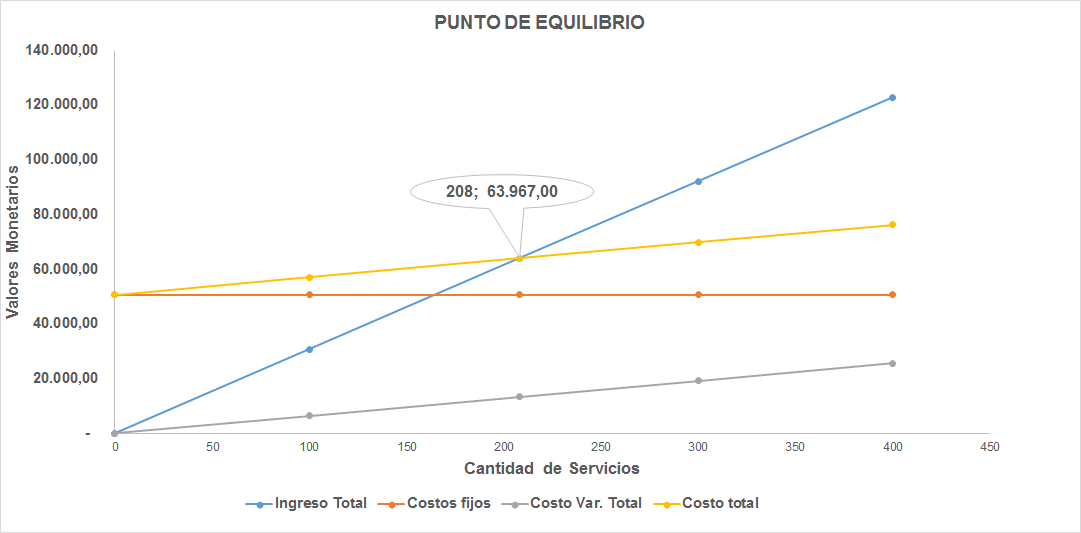 PUNTO DE EQUILIBRIO
140.000,00
120.000,00
100.000,00
80.000,00
60.000,00
40.000,00
20.000,00
-
Valores Monetarios
208; 63.967,00
0 50 100 150 200 250 300 350 400 450
Cantidad de Servicios
Ingreso Total Costos fijos Costo Var. Total Costo total